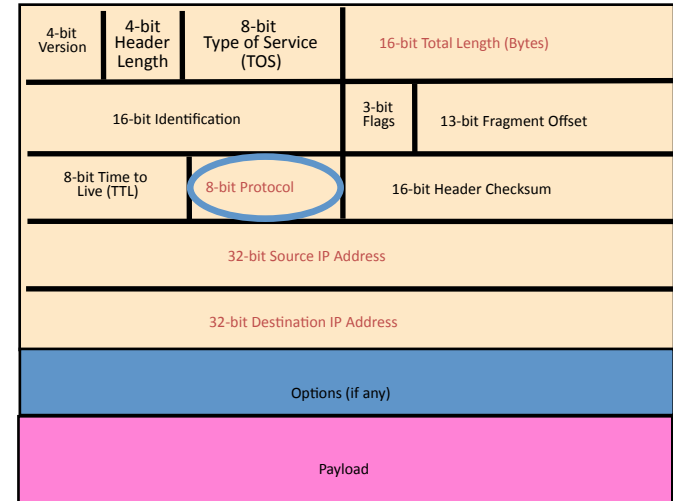 4-bit
Version
4-bit
Header
Length
8-bit
Type of Service
(TOS)
16-bit Total Length (Bytes)
16-bit Identification
3-bit
Flags
13-bit Fragment Offset
8-bit Time to
Live (TTL)
8-bit Protocol
16-bit Header Checksum
32-bit Source IP Address
32-bit Destination IP Address
Options (if any)
Payload